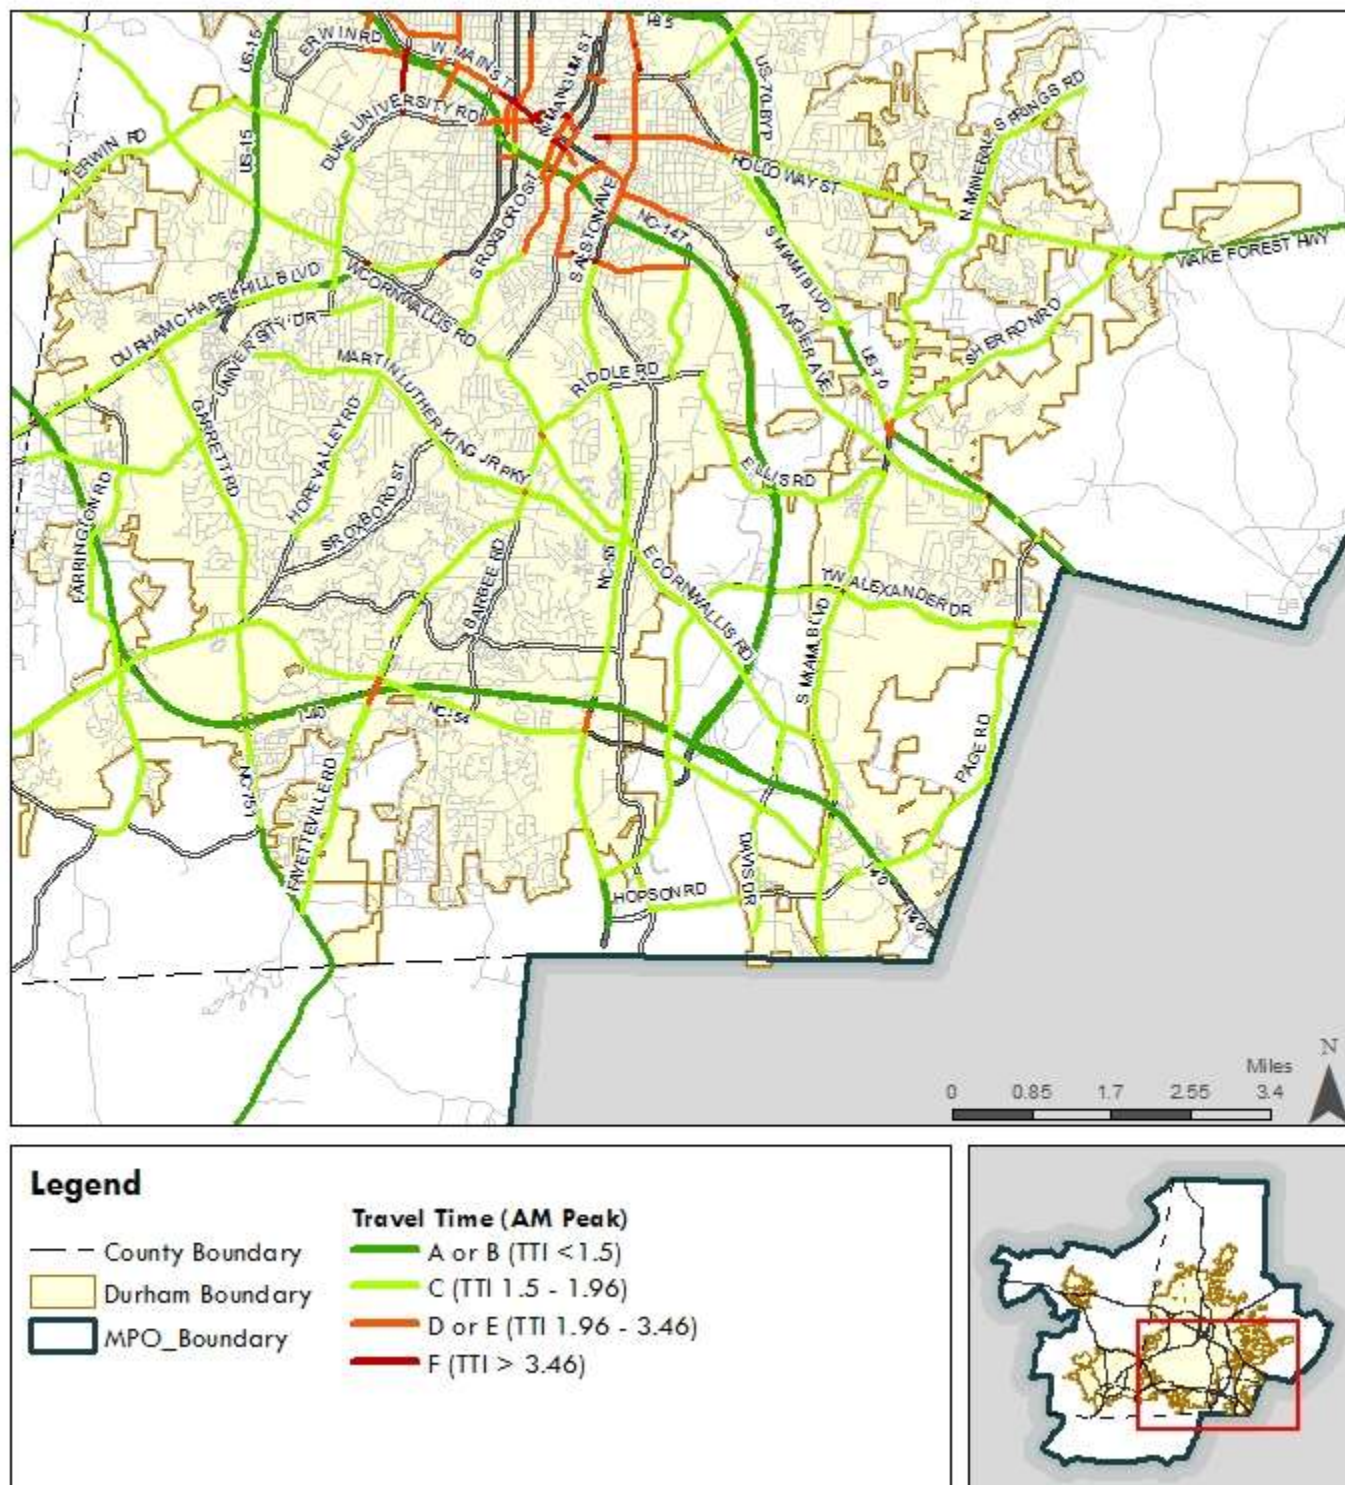 I-85
US-15
ERWIN RD
W MAIN ST
N MANGUM ST
US-70 BYP
N MINERAL SPRINGS RD
DUKE UNIVERSITY RD
ERWIN RD
US-15
HOLLOWAY ST
S ROXBORO ST
S ALSTON AVE
NC-147
WAKE FOREST HWY
S MIAMI BLVD
W CORNWALLIS RD
DURHAM CHAPEL HILL BLVD
UNIVERSITY DR
ANGIER AVE
SHERRON RD
US-70
MARTIN LUTHER KING JR PKY
RIDDLE RD
GARRETT RD
HOPE VALLEY RD
ELLIS RD
S ROXBORO ST
FARRINGTON RD
BARBEE RD
NC-55
E CORNWALLIS RD
TW ALEXANDER DR
S MIAMI BLVD
I-40
NC-54
PAGE RD
NC-751
FAYETTEVILLE RD
DAVIS DR
I-40
HOPSON RD
I-40
N
Miles
0 0.85 1.7 2.55 3.4
Legend
Travel Time (AM Peak)
County Boundary
A or B (TTI <1.5)
Durham Boundary
C (TTI 1.5 - 1.96)
MPO_Boundary
D or E (TTI 1.96 - 3.46)
F (TTI > 3.46)